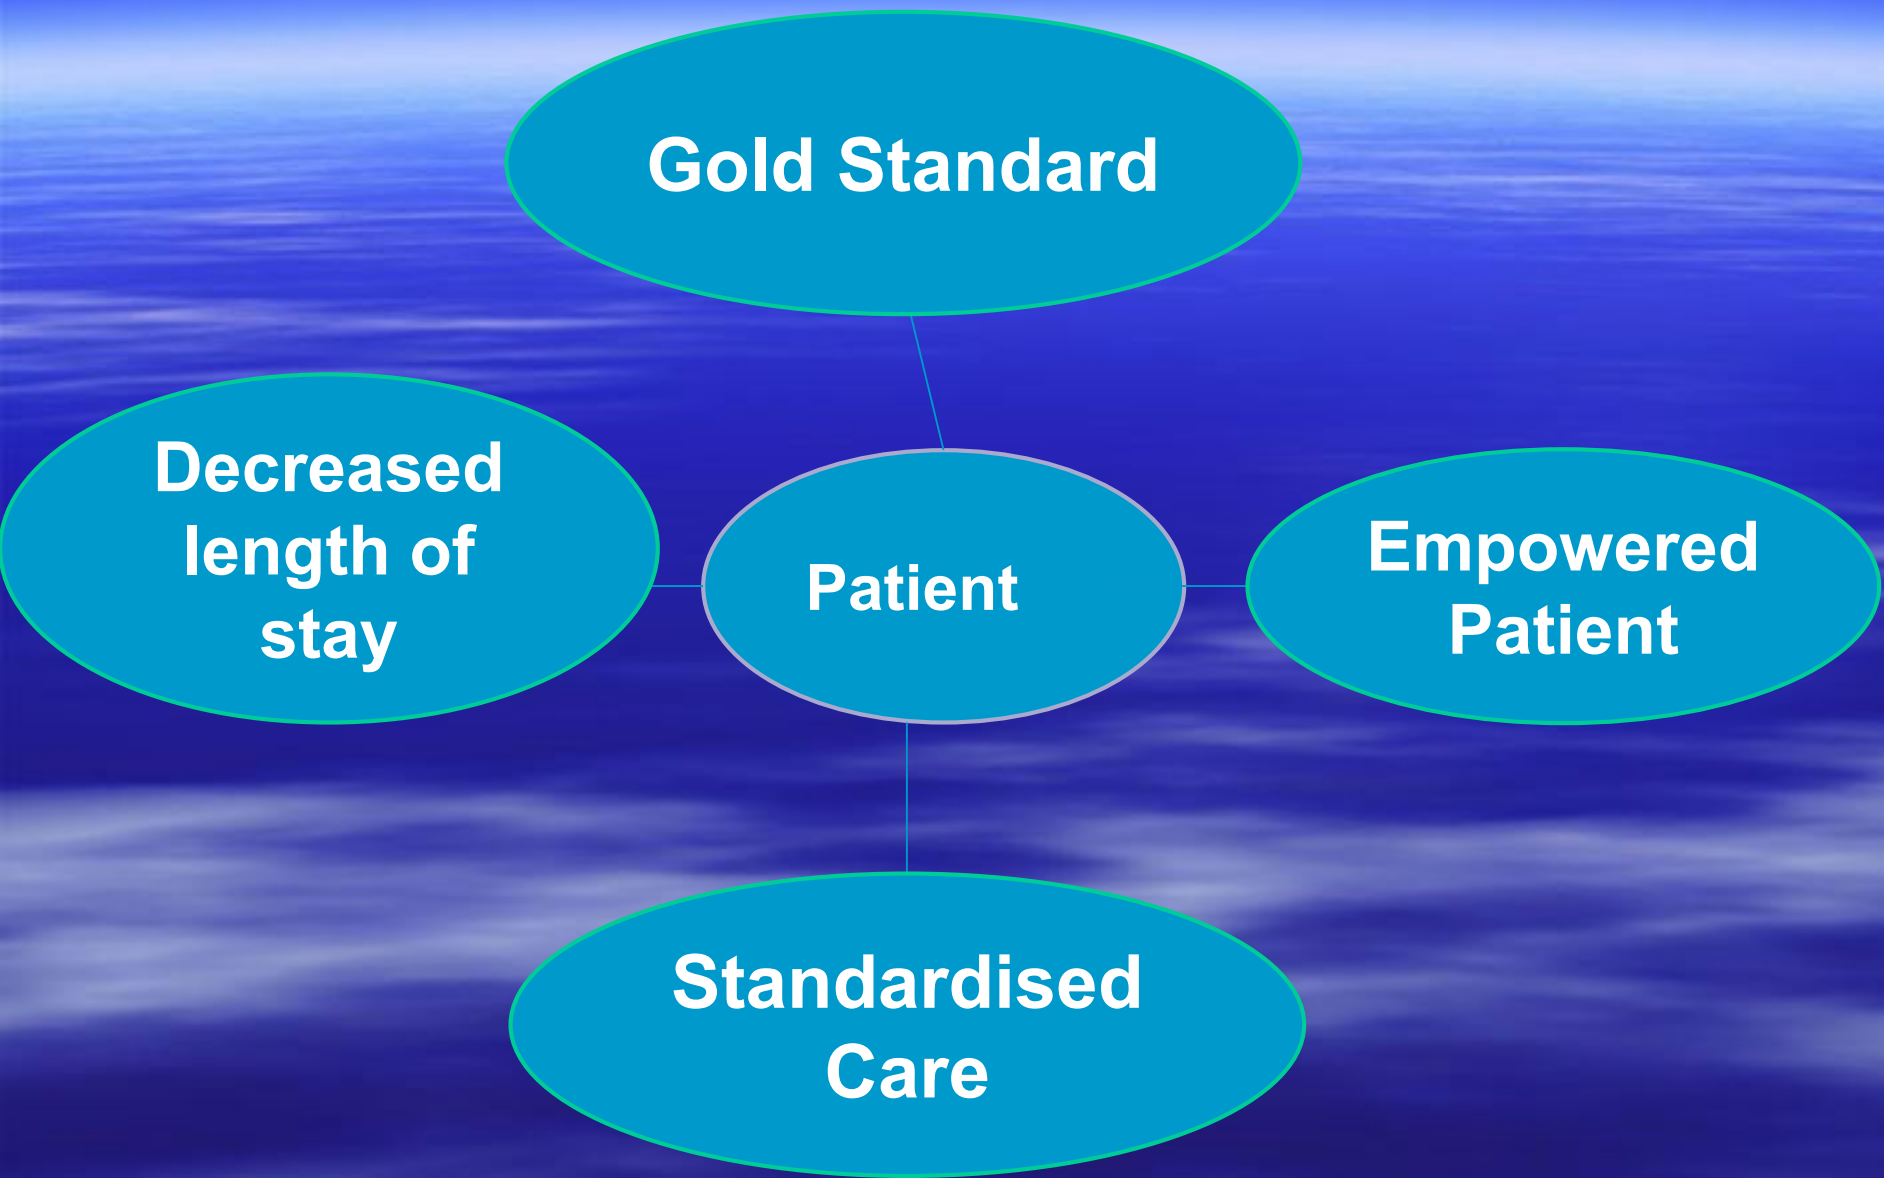 Gold Standard
Decreased
length of
stay
Patient
Empowered
Patient
Standardised
Care